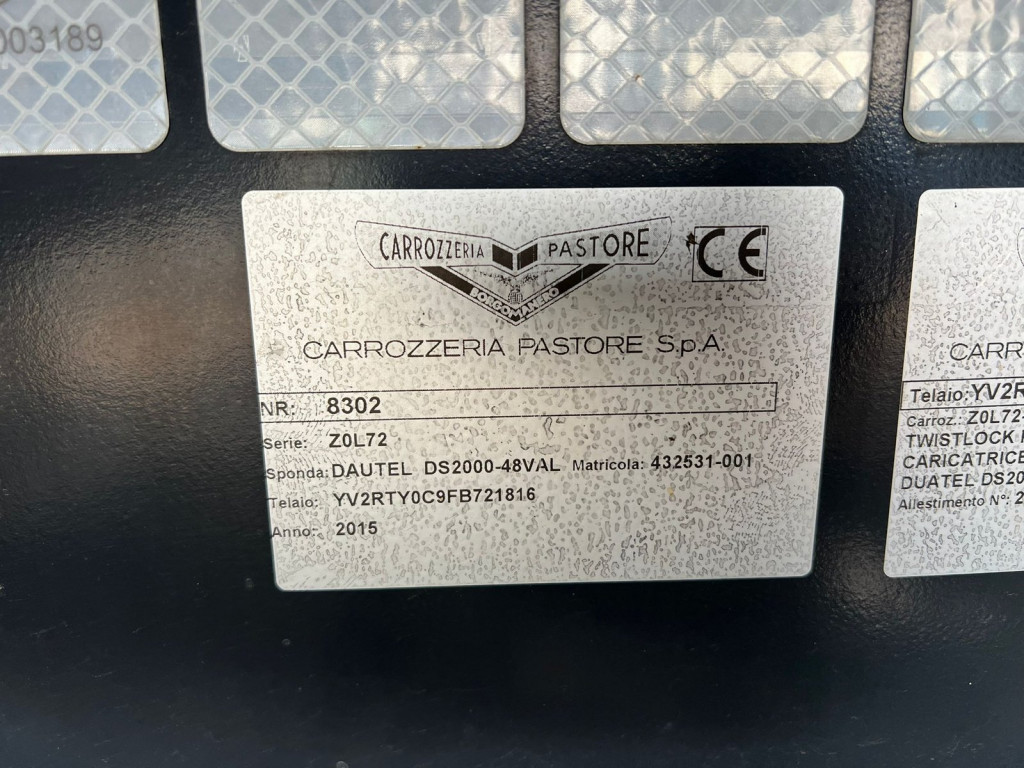 003189
CARROZZERIA PASTORE
BORGOMANERO
CE
CARROZZERIA PASTORE S.p.A.
NR: 8302
Serie: Z0L72
Sponda: DAUTEL DS2000-48VAL Matricola: 432531-001
Telaio: YV2RTY0C9FB721816
Anno: 2015
CARR
Telaio: YV2R
Carroz.: Z0L72
TWISTLOCK
CARICATRICE
DUATEL DS20
Allestimento N°: 2